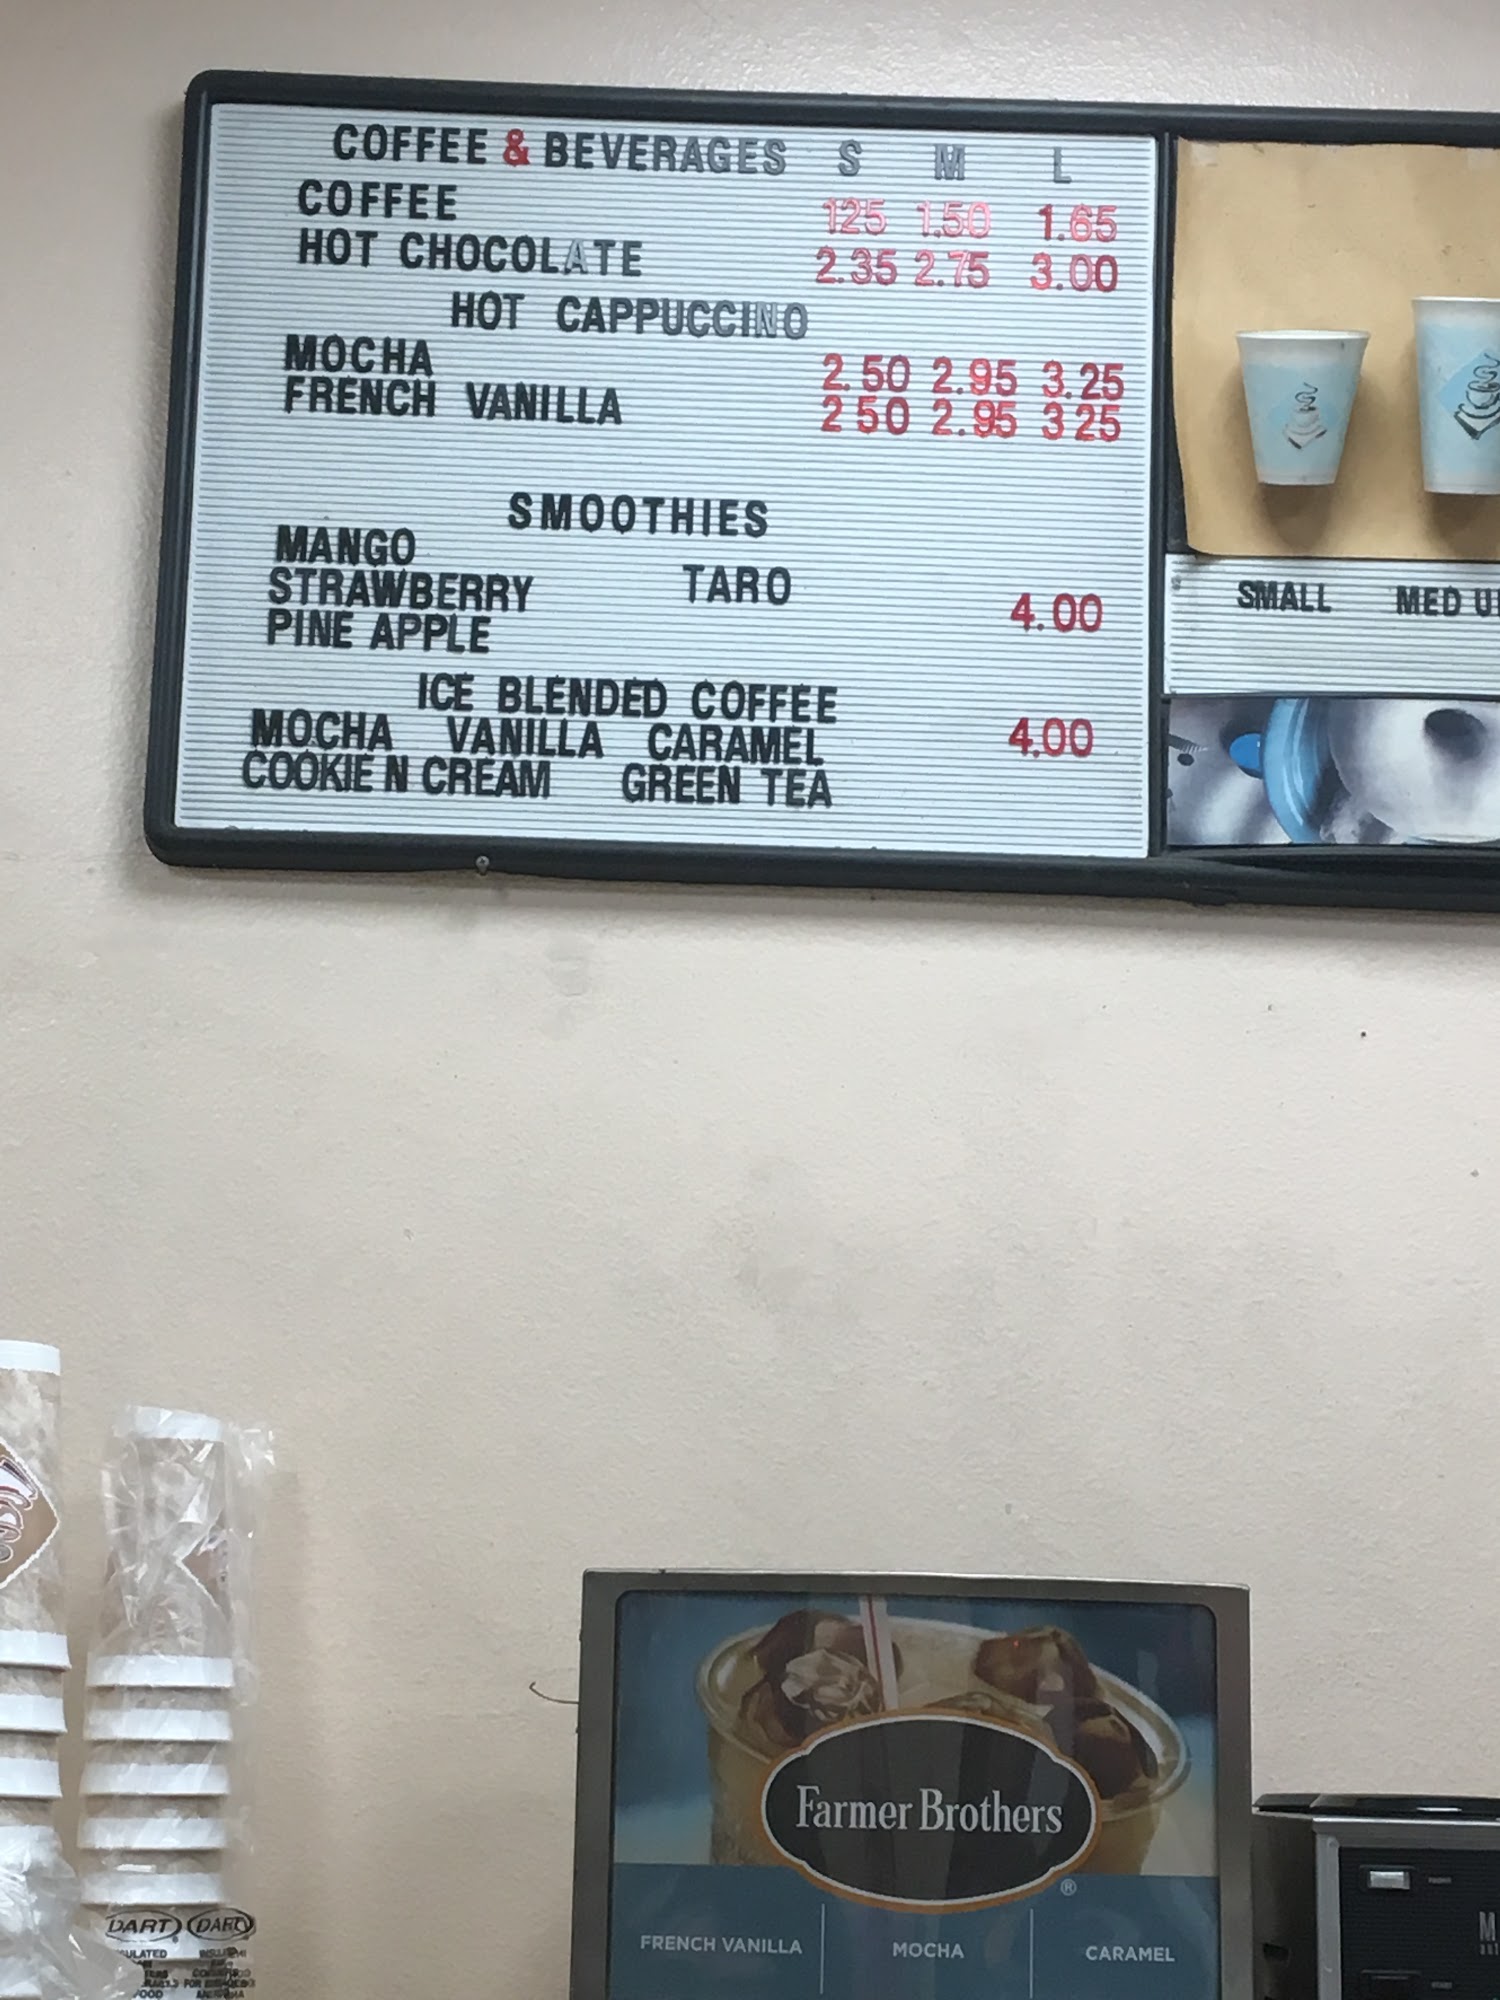 COFFEE & BEVERAGES S M L
COFFEE 125 1.50 1.65
HOT CHOCOLATE 2.35 2.75 3.00
HOT CAPPUCCINO
MOCHA 2.50 2.95 3.25
FRENCH VANILLA 2 50 2.95 3 25
SMOOTHIES
MANGO
STRAWBERRY TARO 4.00
PINE APPLE
ICE BLENDED COFFEE
MOCHA VANILLA CARAMEL 4.00
COOKIE N CREAM GREEN TEA
SMALL MED
Farmer Brothers
®
FRENCH VANILLA MOCHA CARAMEL
DART DART